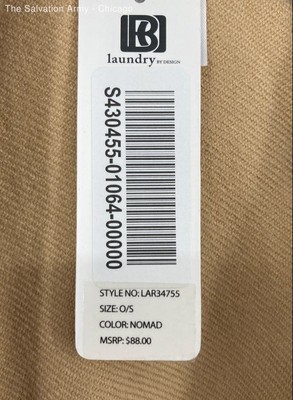 The Salvation Army - Chicago
laundry BY DESIGN
S430455-01064-00000
STYLE NO: LAR34755
SIZE: O/S
COLOR: NOMAD
MSRP: $88.00